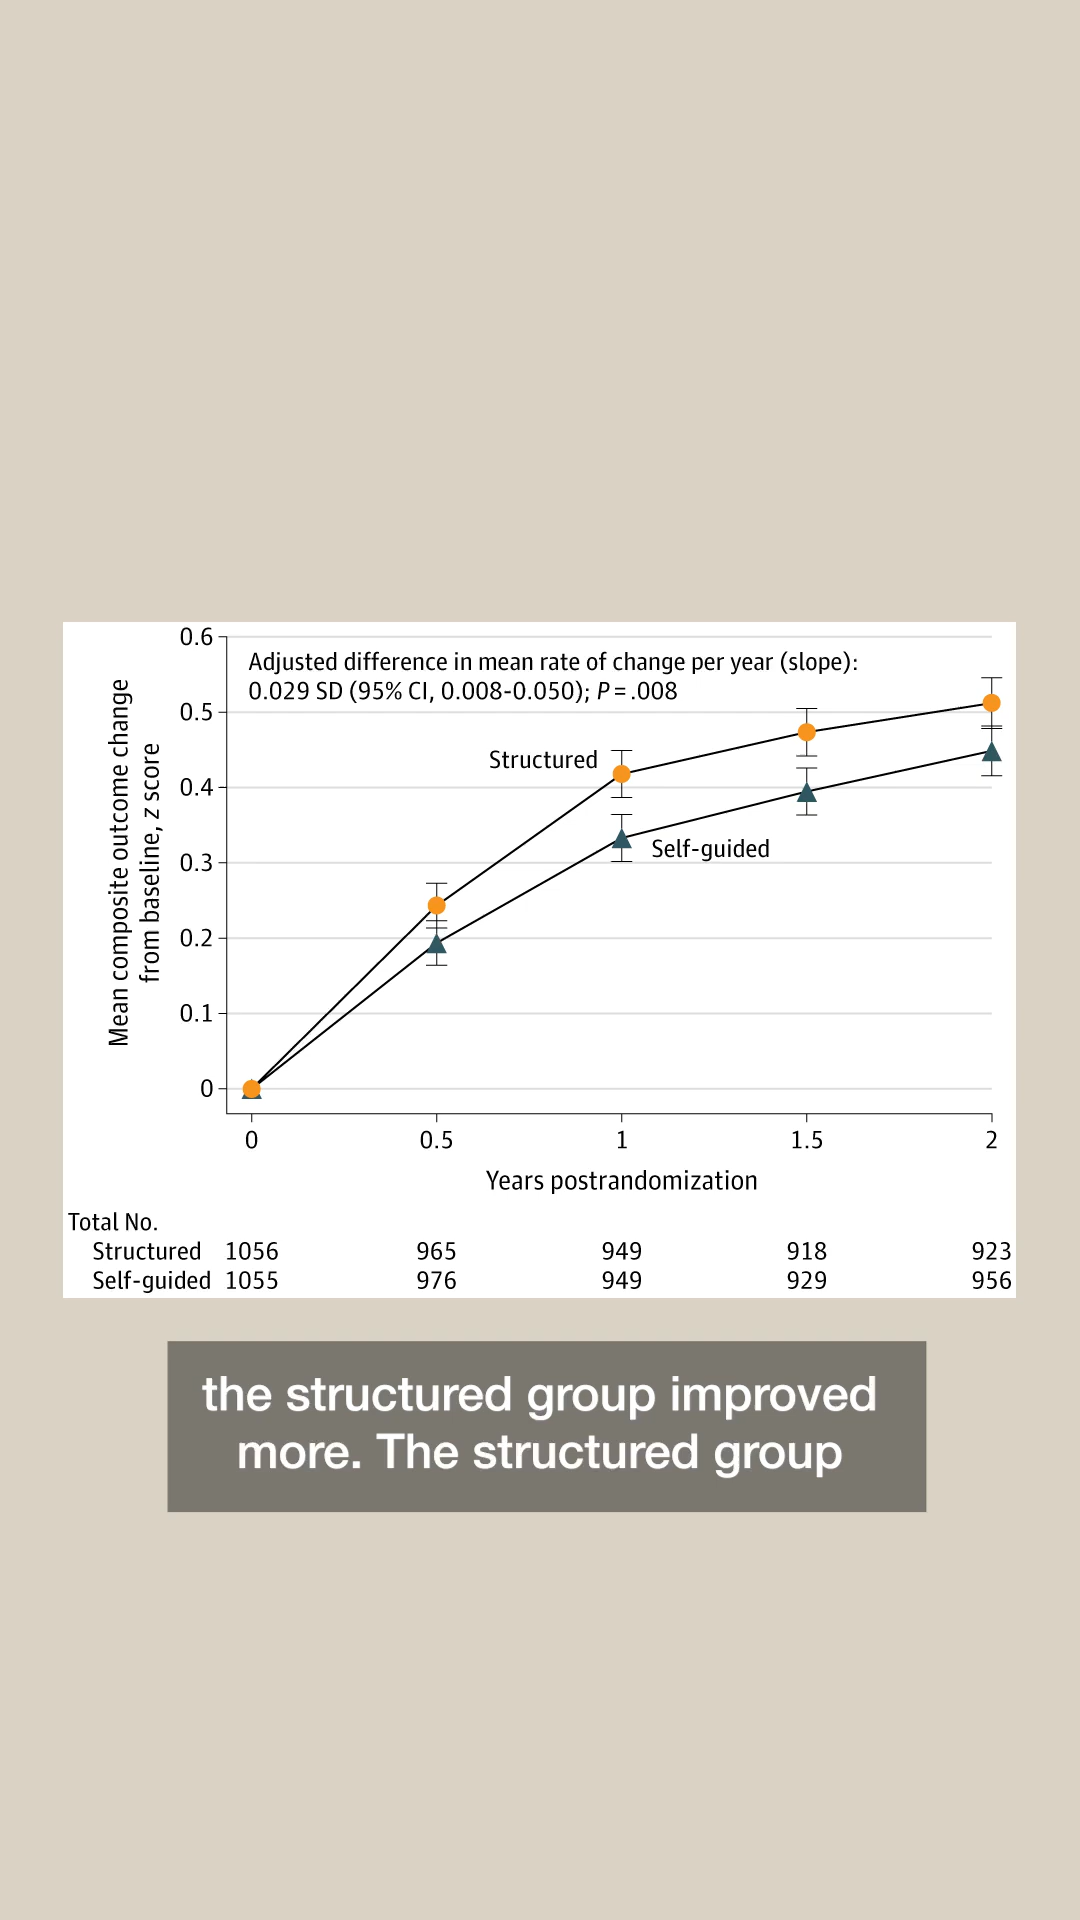 0.6
Adjusted difference in mean rate of change per year (slope):
0.029 SD (95% CI, 0.008-0.050); P = .008
0.5
Structured
0.4
Self-guided
0.3
0.2
0.1
0
Mean composite outcome change
from baseline, z score
0 0.5 1 1.5 2
Years postrandomization
Total No.
Structured 1056 965 949 918 923
Self-guided 1055 976 949 929 956
the structured group improved
more. The structured group